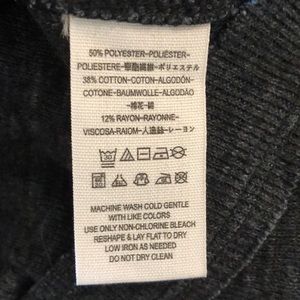 50% POLYESTER-POLIÉSTER-
POLIESTERE-聚酯纖維-ポリエステル
38% COTTON-COTON-ALGODÓN-
COTONE-BAUMWOLLE-ALGODÃO
-棉花-綿
12% RAYON-RAYONNE-
VISCOSA-RAIOM-人造絲-レーヨン
30
MACHINE WASH COLD GENTLE
WITH LIKE COLORS
USE ONLY NON-CHLORINE BLEACH
RESHAPE & LAY FLAT TO DRY
LOW IRON AS NEEDED
DO NOT DRY CLEAN